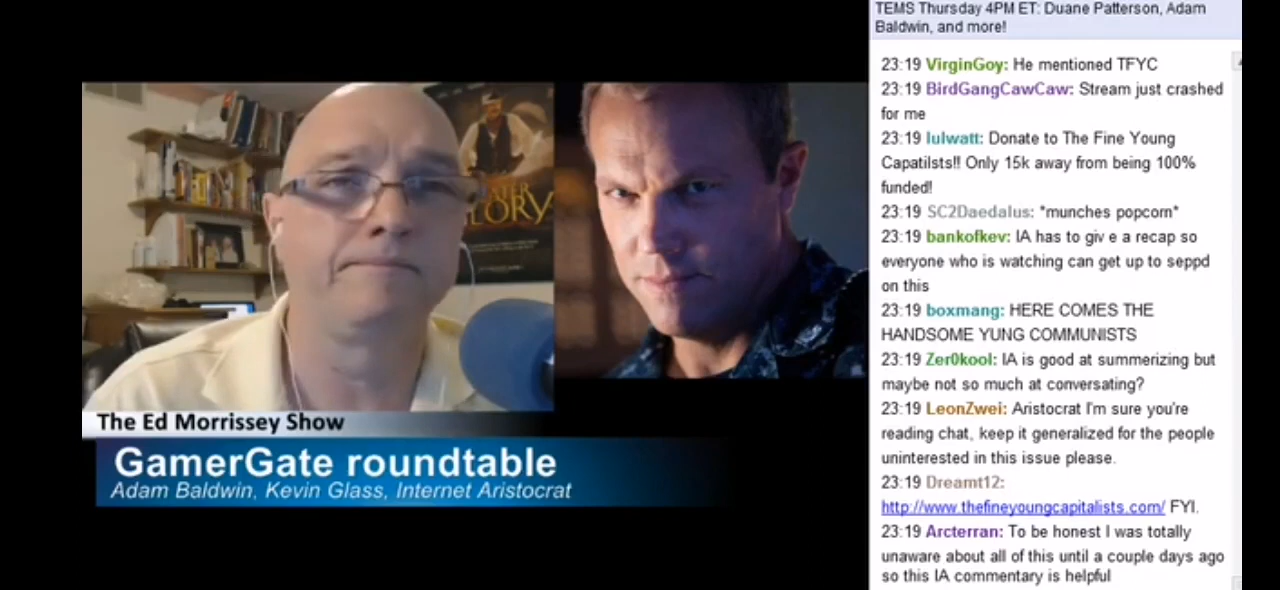 TEMS Thursday 4PM ET: Duane Patterson, Adam
Baldwin, and more!
23:19 VirginGoy: He mentioned TFYC
23:19 BirdGangCawCaw: Stream just crashed
for me
23:19 lulwatt: Donate to The Fine Young
Capatilsts!! Only 15k away from being 100%
funded!
23:19 SC2Daedalus: *munches popcorn*
23:19 bankofkev: IA has to giv e a recap so
everyone who is watching can get up to seppd
on this
23:19 boxmang: HERE COMES THE
HANDSOME YUNG COMMUNISTS
23:19 Zer0kool: IA is good at summerizing but
maybe not so much at conversating?
23:19 LeonZwei: Aristocrat I'm sure you're
reading chat, keep it generalized for the people
uninterested in this issue please.
23:19 Dreamt12:
http://www.thefineyoungcapitalists.com/ FYI.
23:19 Arcterran: To be honest I was totally
unaware about all of this until a couple days ago
so this IA commentary is helpful
The Ed Morrissey Show
GamerGate roundtable
Adam Baldwin, Kevin Glass, Internet Aristocrat